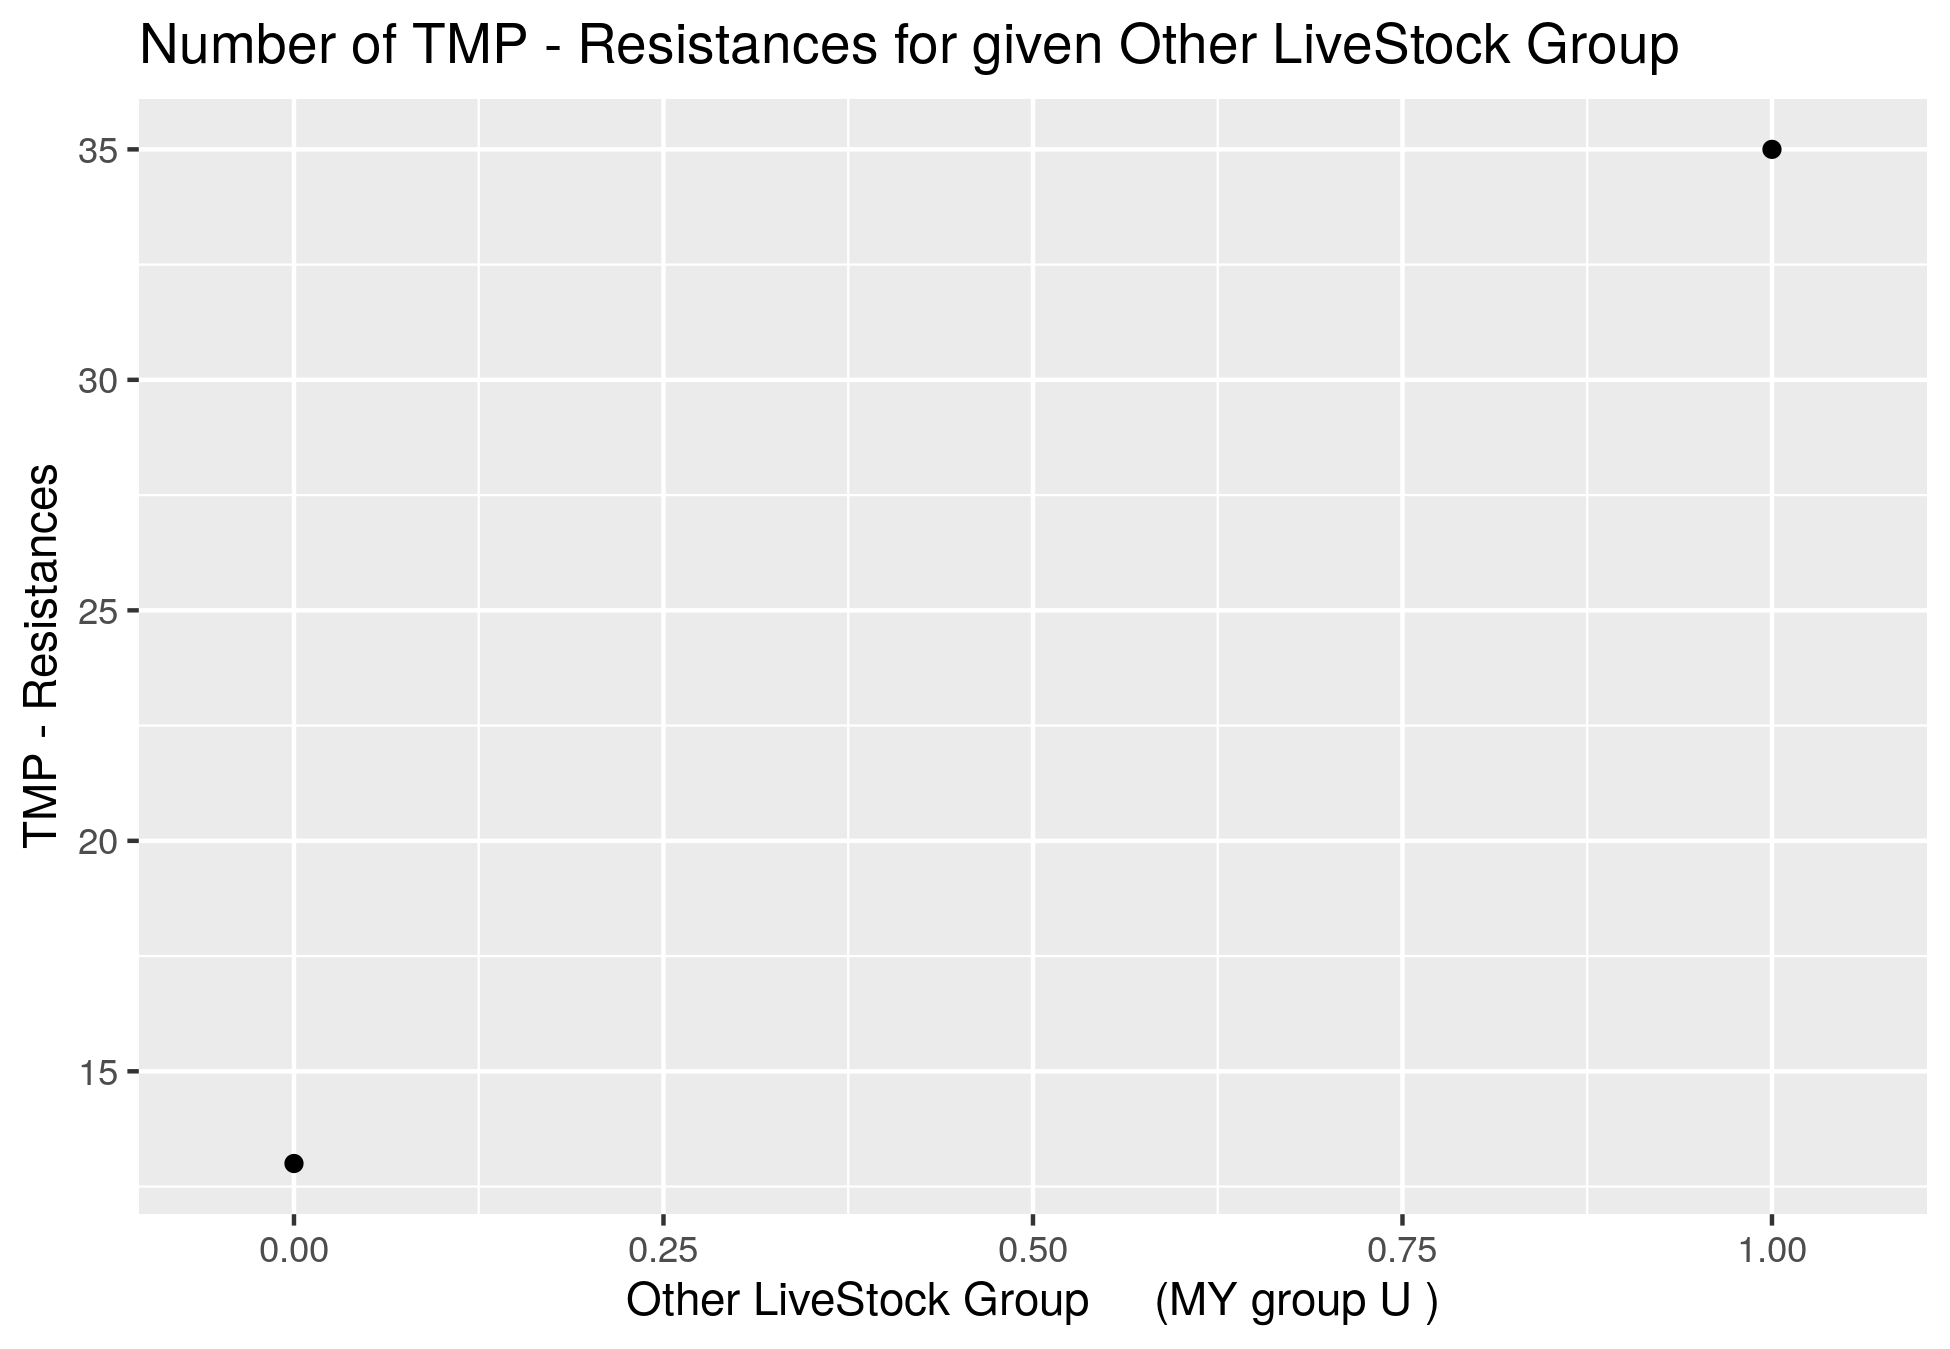 Number of TMP - Resistances for given Other LiveStock Group
TMP - Resistances
35
30
25
20
15
0.00 0.25 0.50 0.75 1.00
Other LiveStock Group (MY group U )